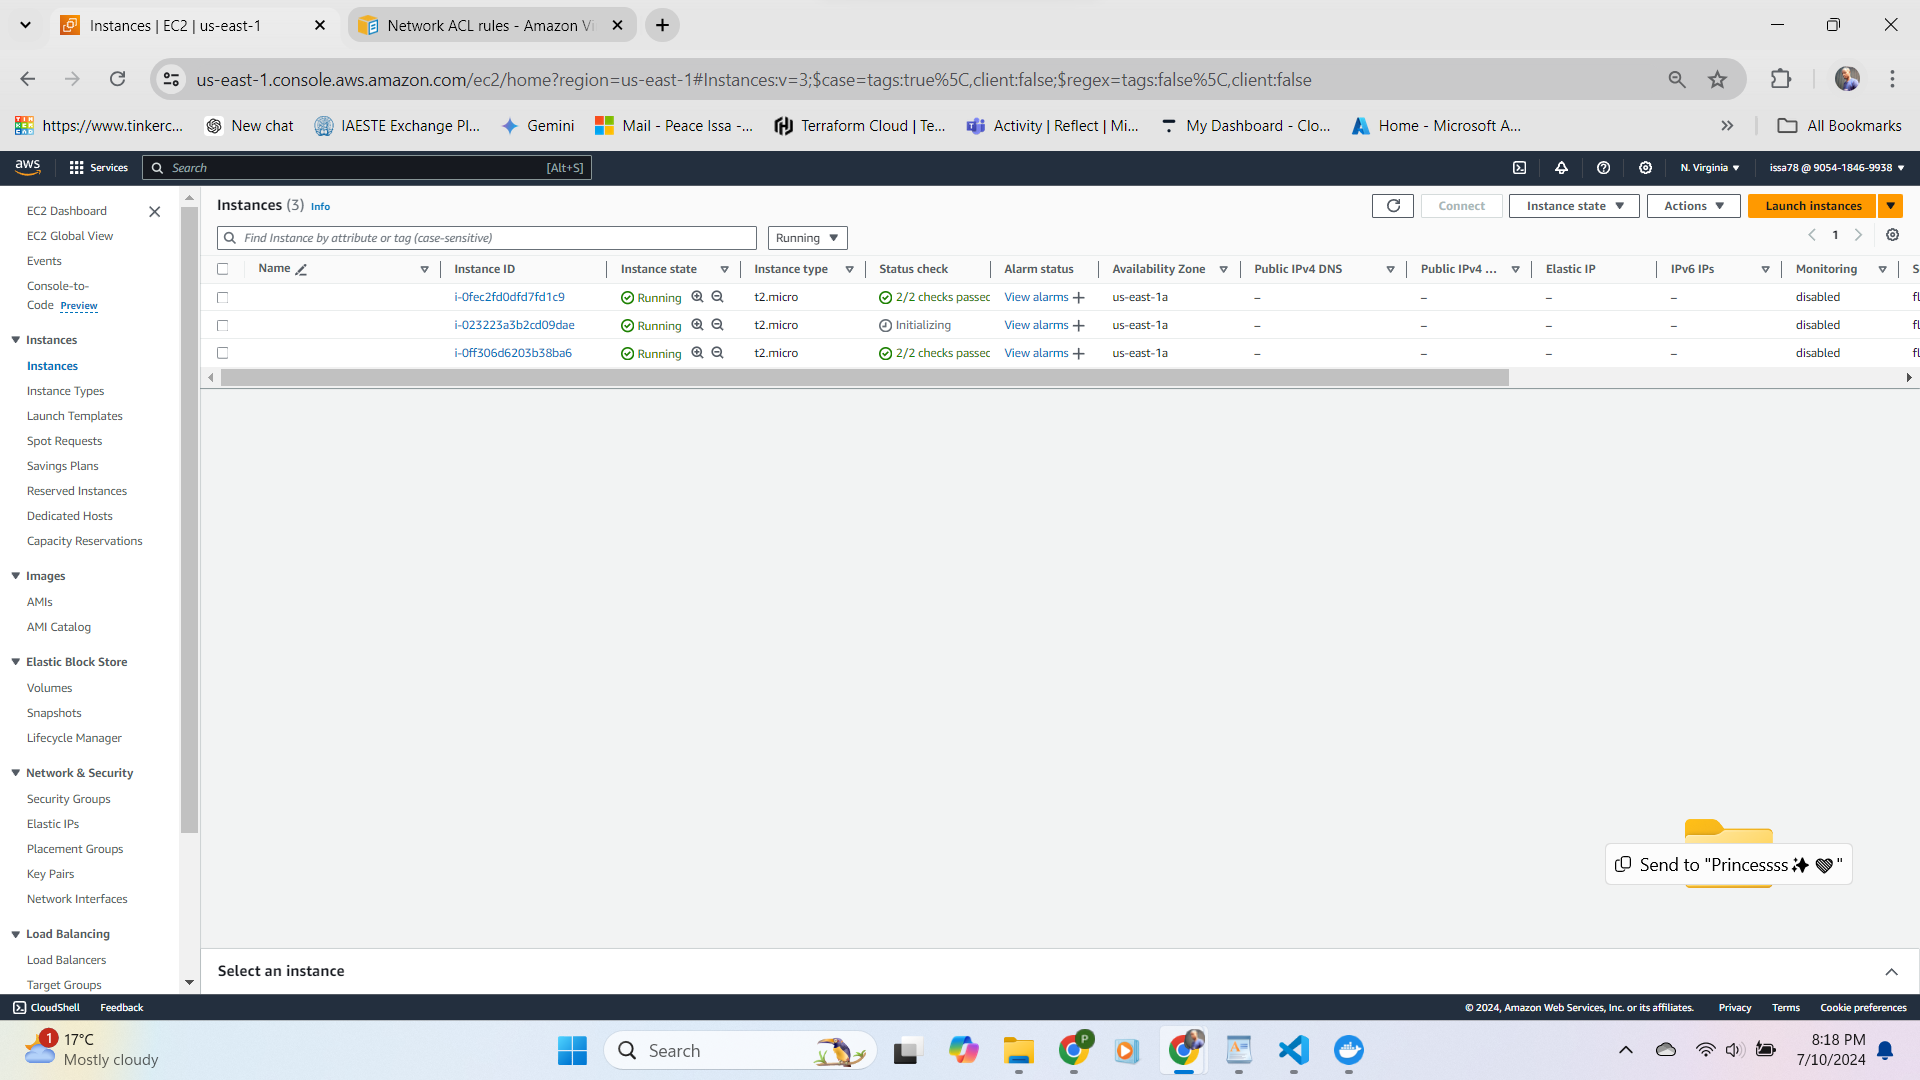 Instances | EC2 | us-east-1
Network ACL rules - Amazon Vi
us-east-1.console.aws.amazon.com/ec2/home?region=us-east-1#Instances:v=3;$case=tags:true%5C,client:false;$regex=tags:false%5C,client:false
https://www.tinkerc... New chat IAESTE Exchange Pl... Gemini Mail - Peace Issa -... Terraform Cloud | Te... Activity | Reflect | Mi... My Dashboard - Clo... Home - Microsoft A... All Bookmarks
aws Services Search [Alt+S] N. Virginia issa78 @ 9054-1846-9938
EC2 Dashboard
EC2 Global View
Events
Console-to-
Code Preview
Instances
Instances
Instance Types
Launch Templates
Spot Requests
Savings Plans
Reserved Instances
Dedicated Hosts
Capacity Reservations
Images
AMIs
AMI Catalog
Elastic Block Store
Volumes
Snapshots
Lifecycle Manager
Network & Security
Security Groups
Elastic IPs
Placement Groups
Key Pairs
Network Interfaces
Load Balancing
Load Balancers
Target Groups
Instances (3) Info Connect Instance state Actions Launch instances
Find Instance by attribute or tag (case-sensitive) Running 1
Name Instance ID Instance state Instance type Status check Alarm status Availability Zone Public IPv4 DNS Public IPv4 ... Elastic IP IPv6 IPs Monitoring S
i-0fec2fd0dfd7fd1c9 Running t2.micro 2/2 checks passed View alarms + us-east-1a – – – – disabled fl
i-023223a3b2cd09dae Running t2.micro Initializing View alarms + us-east-1a – – – – disabled fl
i-0ff306d6203b38ba6 Running t2.micro 2/2 checks passed View alarms + us-east-1a – – – – disabled fl
Send to "Princessss✨ 💜"
Select an instance
CloudShell Feedback © 2024, Amazon Web Services, Inc. or its affiliates. Privacy Terms Cookie preferences
1 17°C
Mostly cloudy
Search
P
8:18 PM
7/10/2024